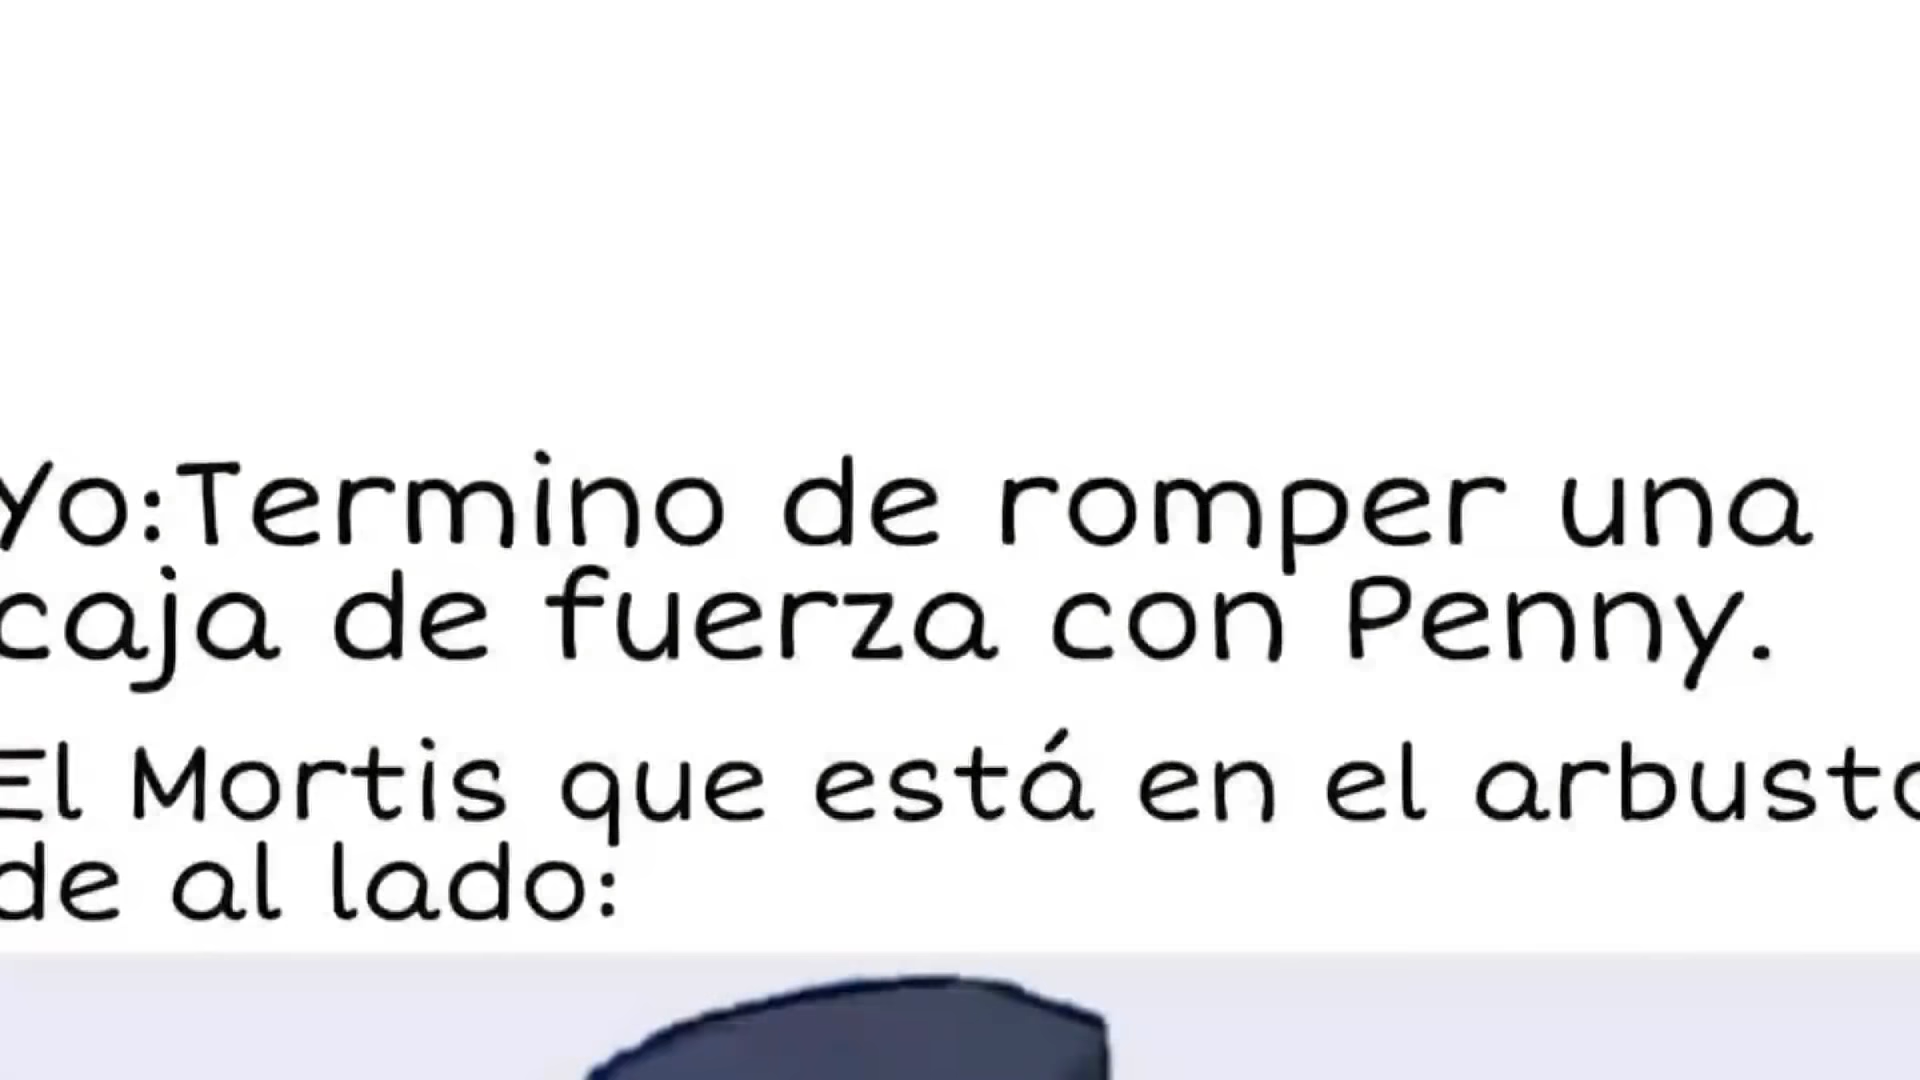 Yo:Termino de romper una
caja de fuerza con Penny.
El Mortis que está en el arbusto
de al lado: